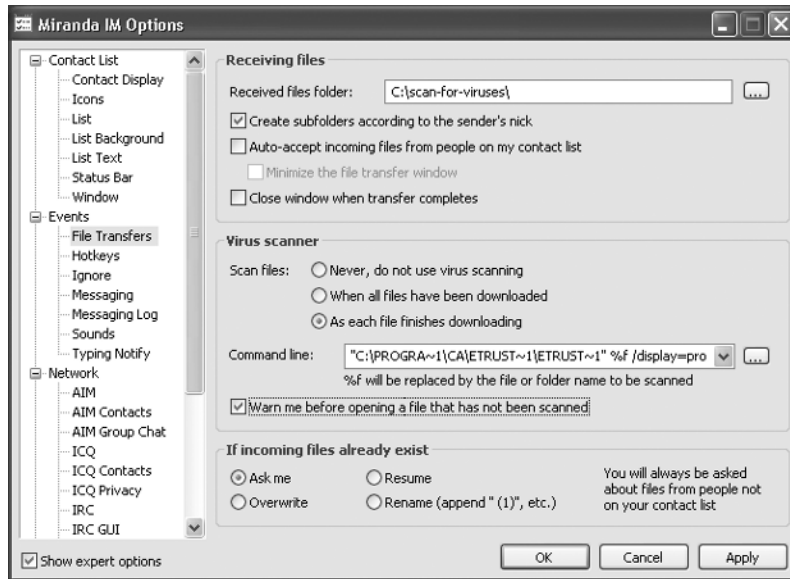 Miranda IM Options
Contact List
Contact Display
Icons
List
List Background
List Text
Status Bar
Window
Events
File Transfers
Hotkeys
Ignore
Messaging
Messaging Log
Sounds
Typing Notify
Network
AIM
AIM Contacts
AIM Group Chat
ICQ
ICQ Contacts
ICQ Privacy
IRC
IRC GUI
Show expert options
Receiving files
Received files folder: C:\scan-for-viruses\ ...
Create subfolders according to the sender's nick
Auto-accept incoming files from people on my contact list
Minimize the file transfer window
Close window when transfer completes
Virus scanner
Scan files: Never, do not use virus scanning
When all files have been downloaded
As each file finishes downloading
Command line: "C:\PROGRA~1\CA\ETRUST~1\ETRUST~1" %f /display=pro ...
%f will be replaced by the file or folder name to be scanned
Warn me before opening a file that has not been scanned
If incoming files already exist
Ask me Resume
Overwrite Rename (append " (1)", etc.)
You will always be asked
about files from people not
on your contact list
OK Cancel Apply